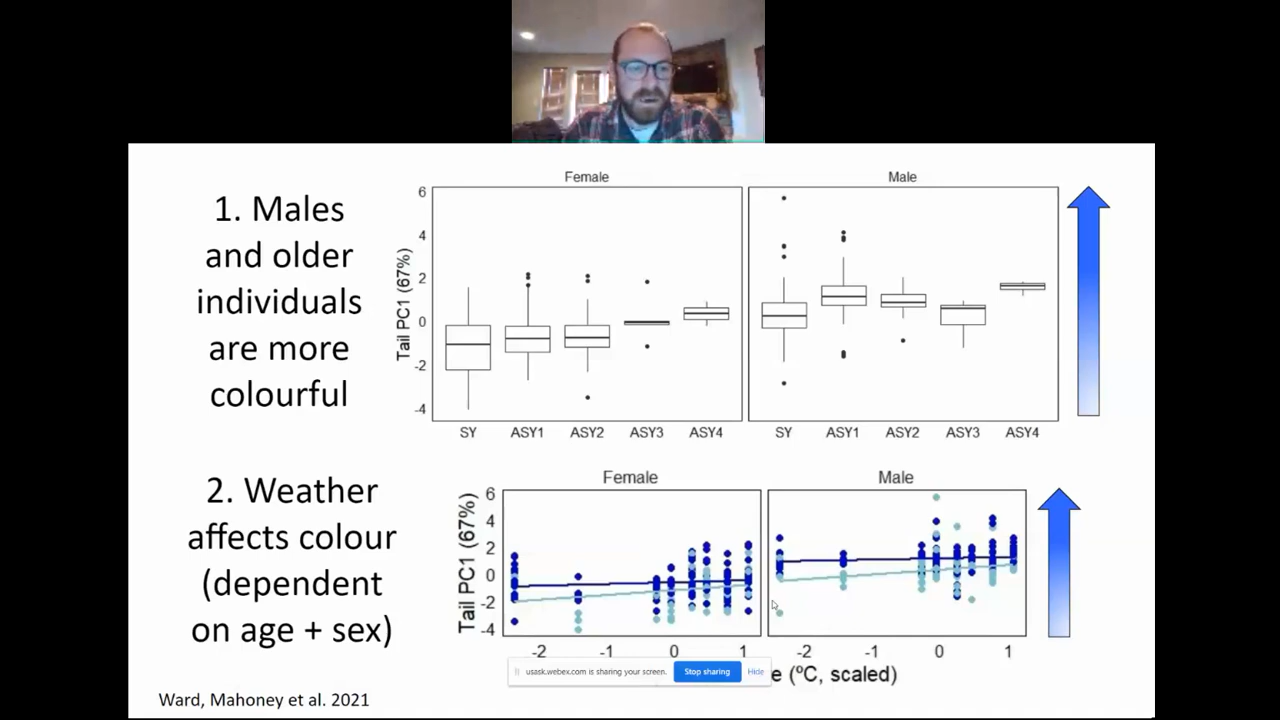 1. Males
and older
individuals
are more
colourful
Female
Male
Tail PC1 (67%)
6
4
2
0
-2
-4
SY
ASY1
ASY2
ASY3
ASY4
SY
ASY1
ASY2
ASY3
ASY4
2. Weather
affects colour
(dependent
on age + sex)
Female
Male
Tail PC1 (67%)
6
4
2
0
-2
-4
-2
-1
0
1
-2
-1
0
1
e (ºC, scaled)
usask.webex.com is sharing your screen.
Stop sharing
Hide
Ward, Mahoney et al. 2021